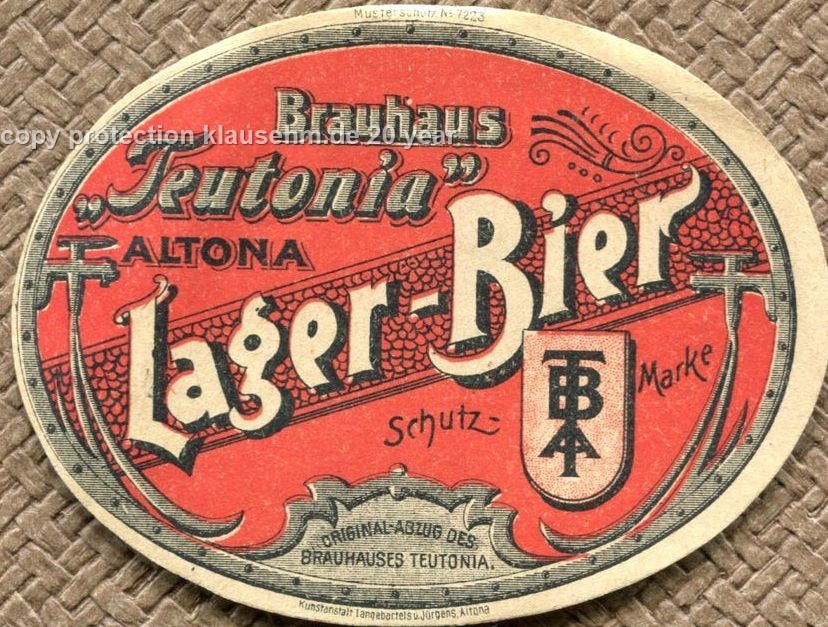 Musterschutz No 7223
Brauhaus
copy protection klausehm.de 20 year.
„Teutonia”
ALTONA
Lager-Bier
Schutz-
Marke
TBA
ORIGINAL-ABZUG DES
BRAUHAUSES TEUTONIA.
Kunstanstalt Langebartels u. Jürgens, Altona